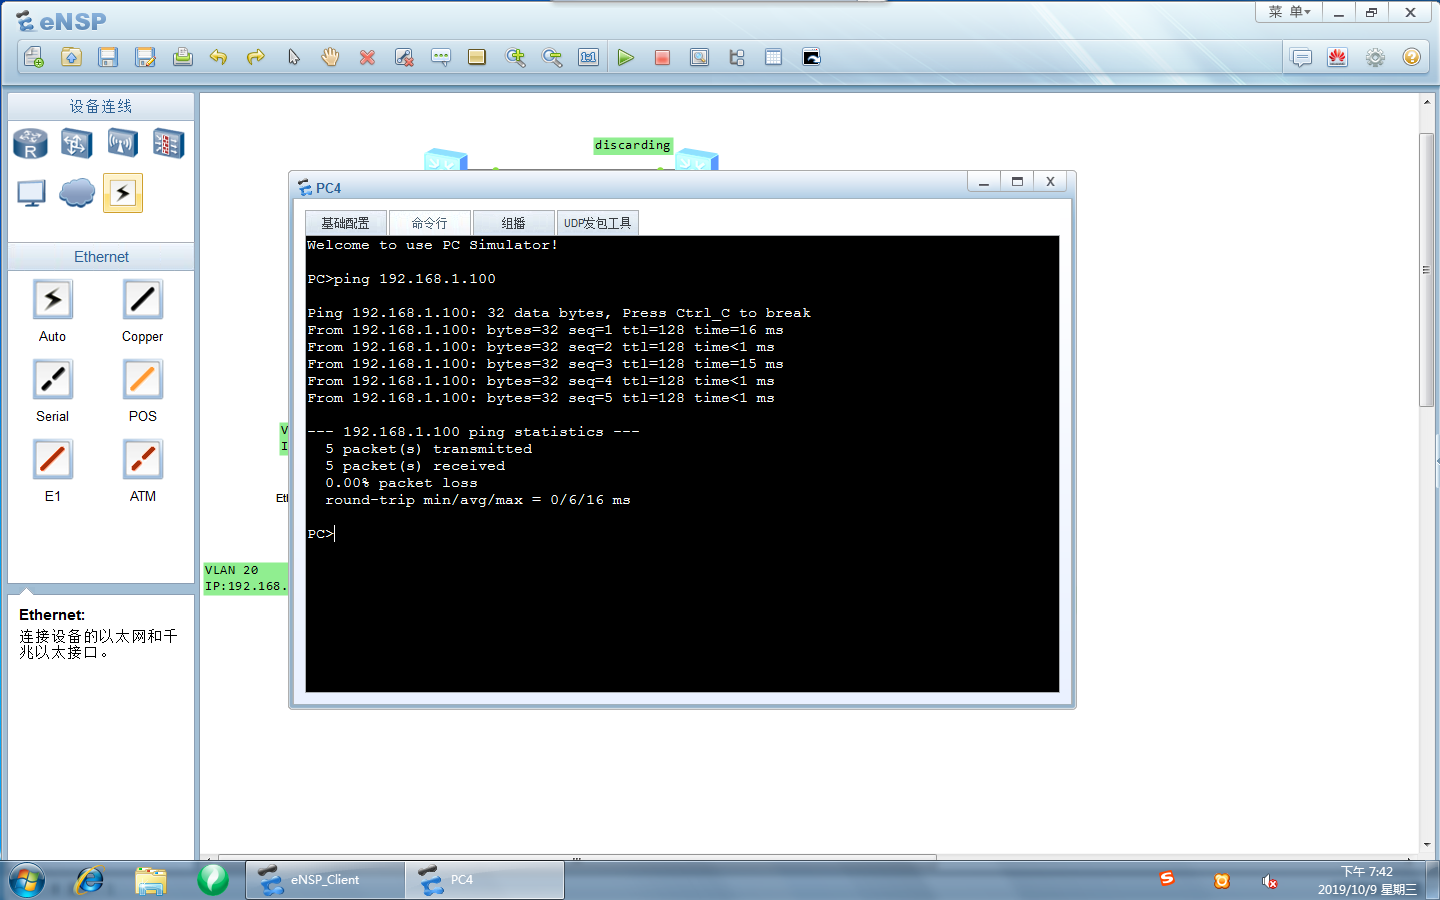 eNSP
菜 单
设备连线
Ethernet
Auto
Copper
Serial
POS
E1
ATM
Ethernet:
连接设备的以太网和千
兆以太接口。
discarding
VLAN 20
IP:192.168.
PC4
基础配置
命令行
组播
UDP发包工具
Welcome to use PC Simulator!
PC>ping 192.168.1.100
Ping 192.168.1.100: 32 data bytes, Press Ctrl_C to break
From 192.168.1.100: bytes=32 seq=1 ttl=128 time=16 ms
From 192.168.1.100: bytes=32 seq=2 ttl=128 time<1 ms
From 192.168.1.100: bytes=32 seq=3 ttl=128 time=15 ms
From 192.168.1.100: bytes=32 seq=4 ttl=128 time<1 ms
From 192.168.1.100: bytes=32 seq=5 ttl=128 time<1 ms
--- 192.168.1.100 ping statistics ---
5 packet(s) transmitted
5 packet(s) received
0.00% packet loss
round-trip min/avg/max = 0/6/16 ms
PC>
eNSP_Client
PC4
下午 7:42
2019/10/9 星期三